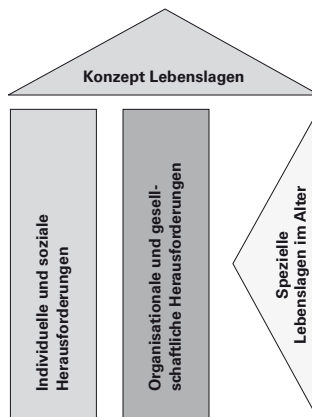 Konzept Lebenslagen
Individuelle und soziale
Herausforderungen
Organisationale und gesell-
schaftliche Herausforderungen
Spezielle
Lebenslagen im Alter